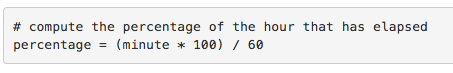 # compute the percentage of the hour that has elapsed
percentage = (minute * 100) / 60